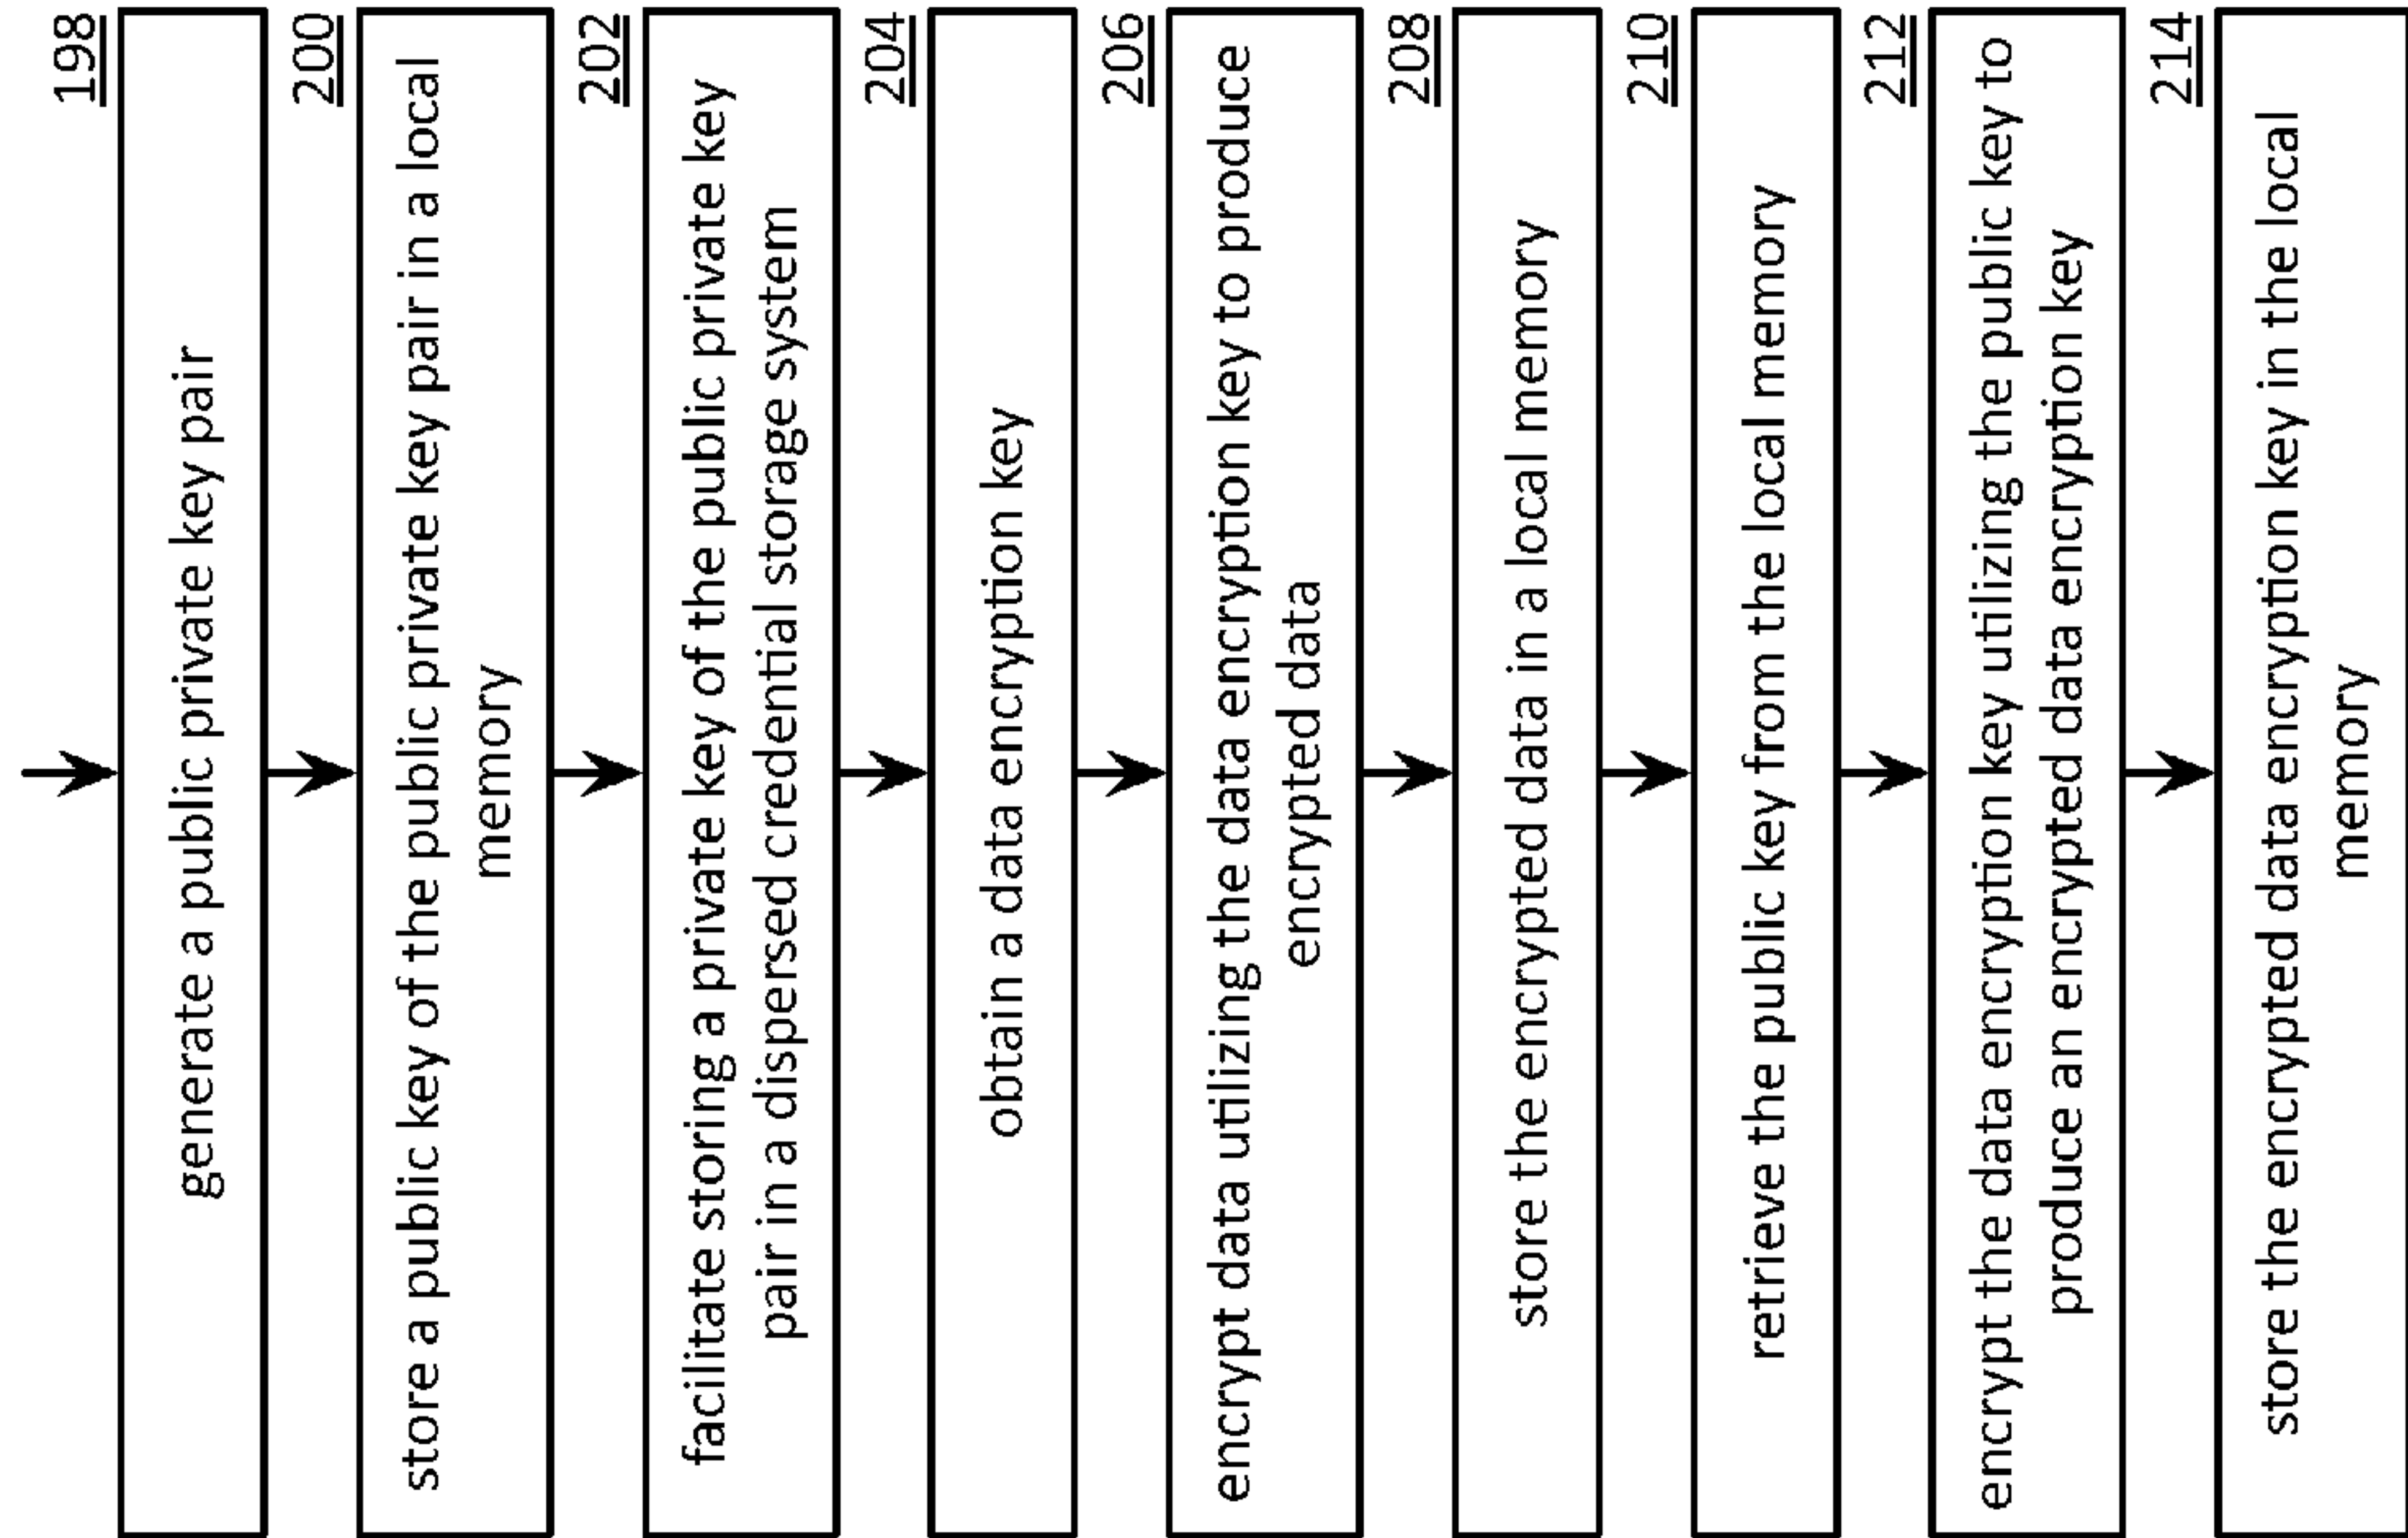 198
generate a public private key pair
200
store a public key of the public private key pair in a local
memory
202
facilitate storing a private key of the public private key
pair in a dispersed credential storage system
204
obtain a data encryption key
206
encrypt data utilizing the data encryption key to produce
encrypted data
208
store the encrypted data in a local memory
210
retrieve the public key from the local memory
212
encrypt the data encryption key utilizing the public key to
produce an encrypted data encryption key
214
store the encrypted data encryption key in the local
memory